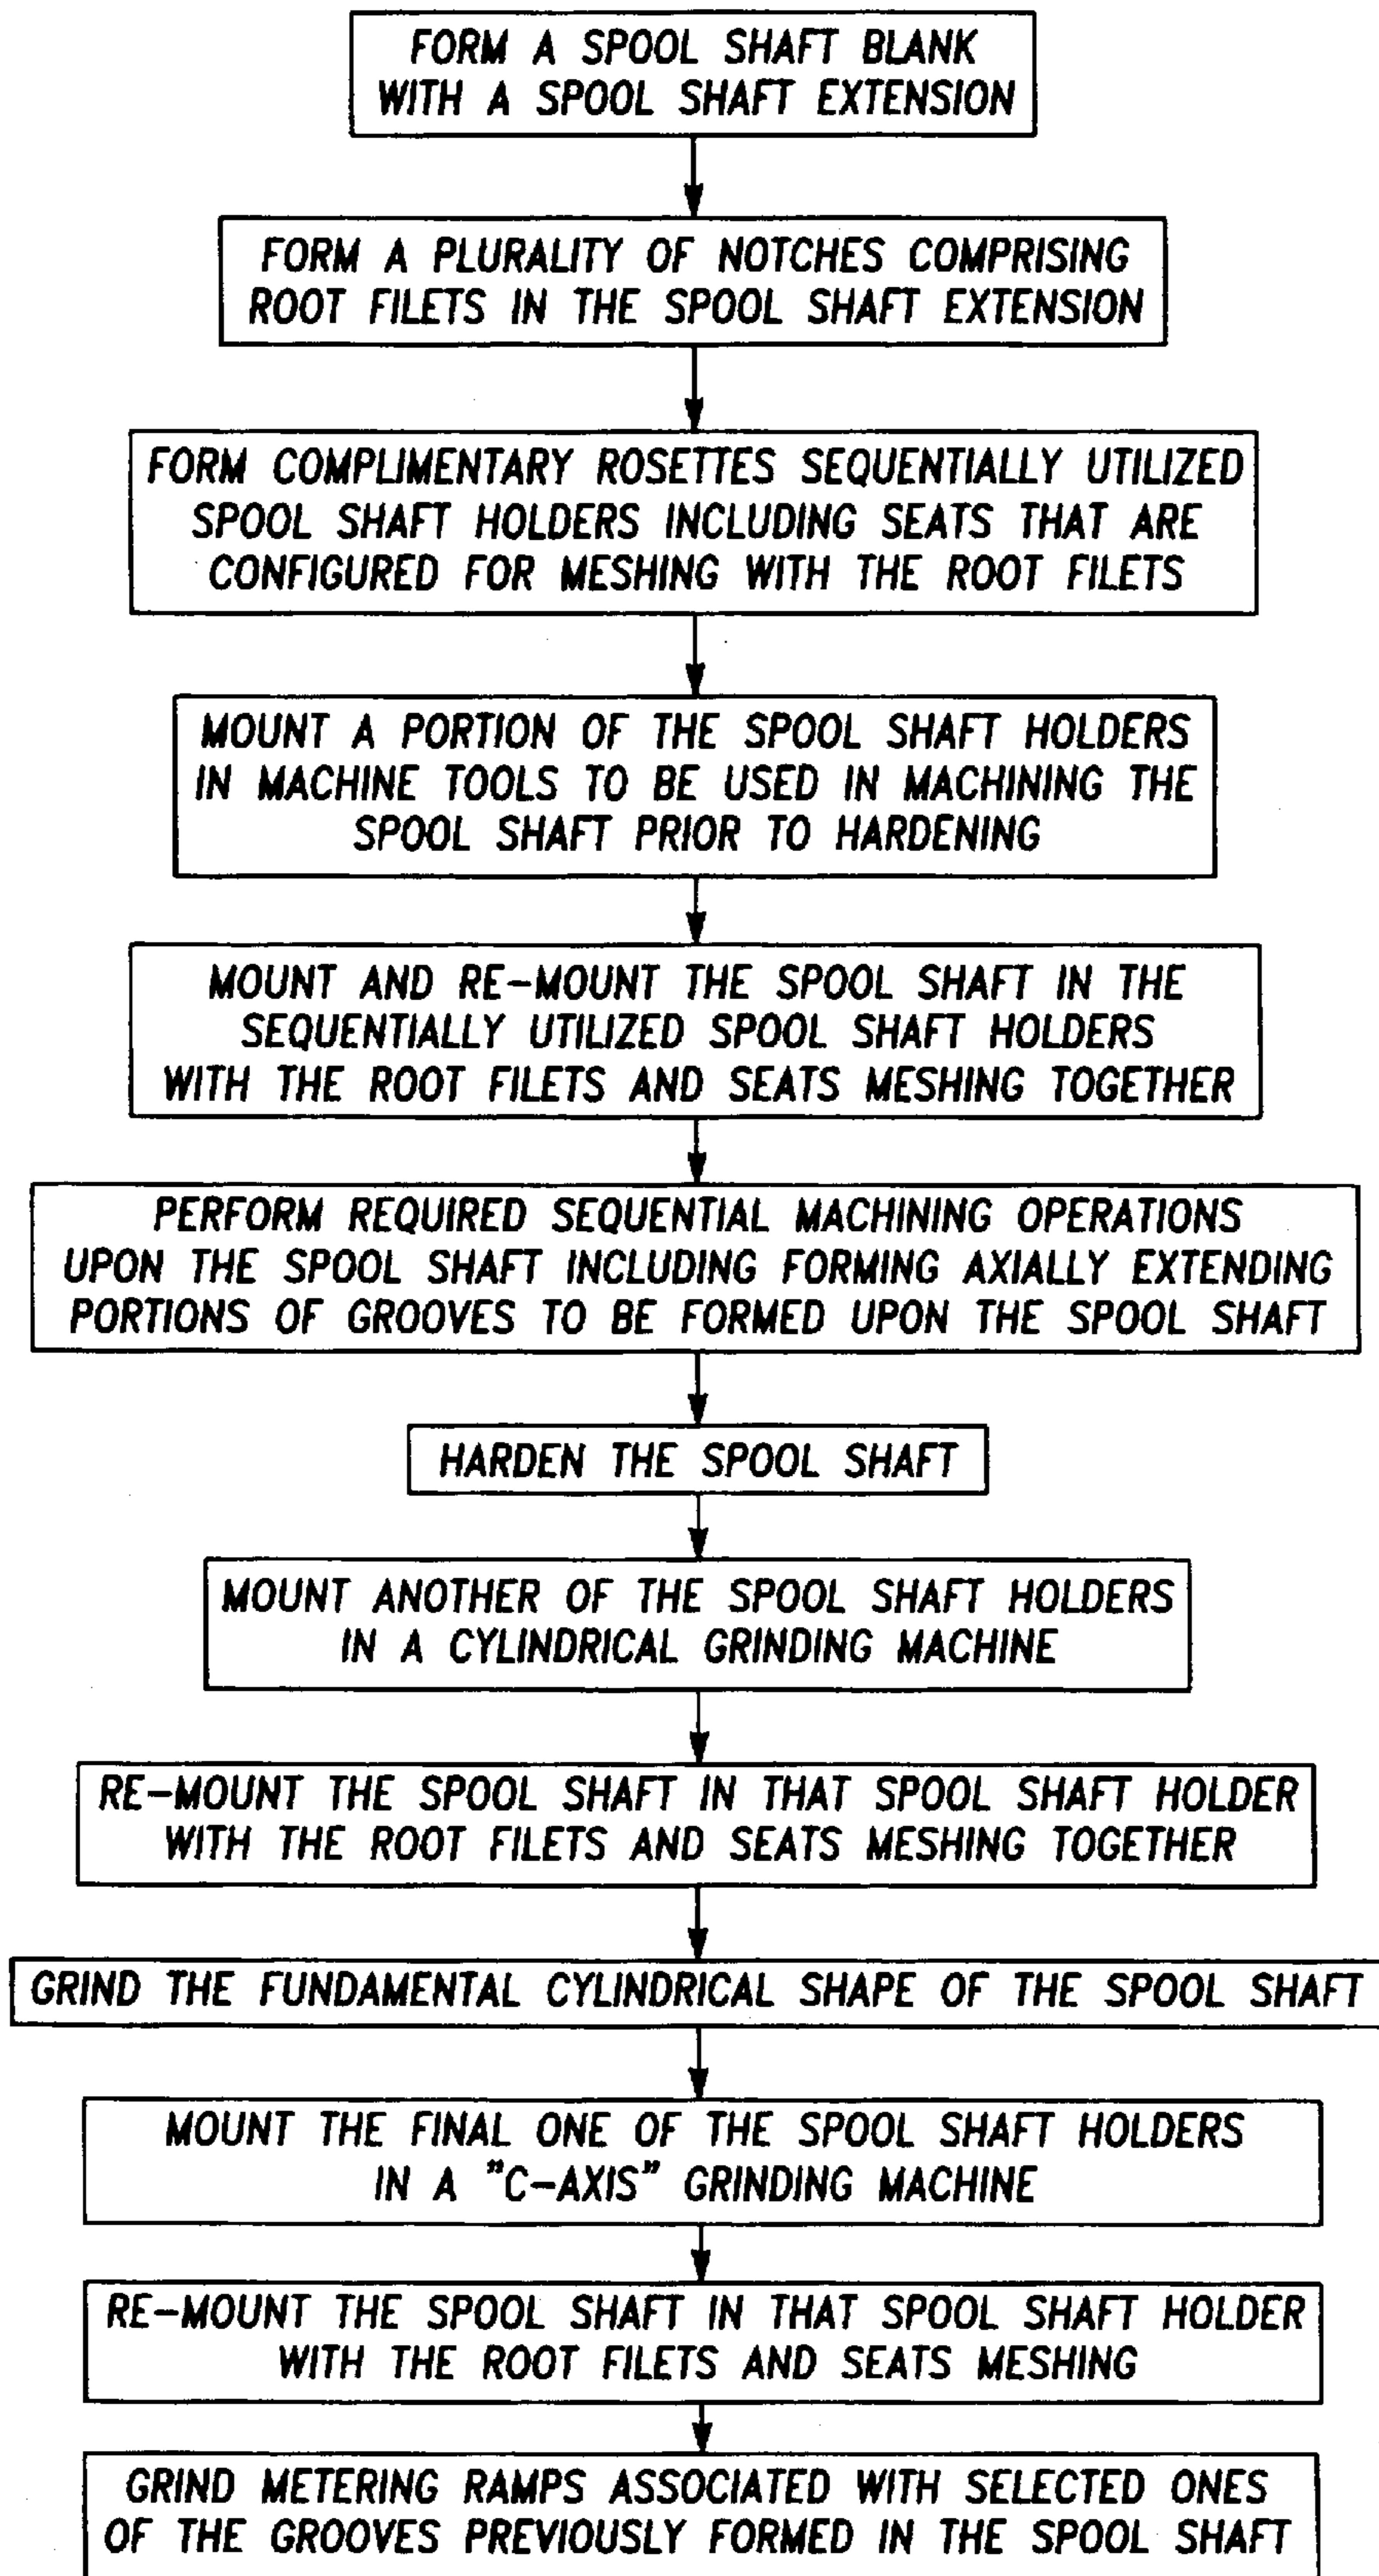 FORM A SPOOL SHAFT BLANK
WITH A SPOOL SHAFT EXTENSION
FORM A PLURALITY OF NOTCHES COMPRISING
ROOT FILETS IN THE SPOOL SHAFT EXTENSION
FORM COMPLIMENTARY ROSETTES SEQUENTIALLY UTILIZED
SPOOL SHAFT HOLDERS INCLUDING SEATS THAT ARE
CONFIGURED FOR MESHING WITH THE ROOT FILETS
MOUNT A PORTION OF THE SPOOL SHAFT HOLDERS
IN MACHINE TOOLS TO BE USED IN MACHINING THE
SPOOL SHAFT PRIOR TO HARDENING
MOUNT AND RE-MOUNT THE SPOOL SHAFT IN THE
SEQUENTIALLY UTILIZED SPOOL SHAFT HOLDERS
WITH THE ROOT FILETS AND SEATS MESHING TOGETHER
PERFORM REQUIRED SEQUENTIAL MACHINING OPERATIONS
UPON THE SPOOL SHAFT INCLUDING FORMING AXIALLY EXTENDING
PORTIONS OF GROOVES TO BE FORMED UPON THE SPOOL SHAFT
HARDEN THE SPOOL SHAFT
MOUNT ANOTHER OF THE SPOOL SHAFT HOLDERS
IN A CYLINDRICAL GRINDING MACHINE
RE-MOUNT THE SPOOL SHAFT IN THAT SPOOL SHAFT HOLDER
WITH THE ROOT FILETS AND SEATS MESHING TOGETHER
GRIND THE FUNDAMENTAL CYLINDRICAL SHAPE OF THE SPOOL SHAFT
MOUNT THE FINAL ONE OF THE SPOOL SHAFT HOLDERS
IN A "C-AXIS" GRINDING MACHINE
RE-MOUNT THE SPOOL SHAFT IN THAT SPOOL SHAFT HOLDER
WITH THE ROOT FILETS AND SEATS MESHING
GRIND METERING RAMPS ASSOCIATED WITH SELECTED ONES
OF THE GROOVES PREVIOUSLY FORMED IN THE SPOOL SHAFT